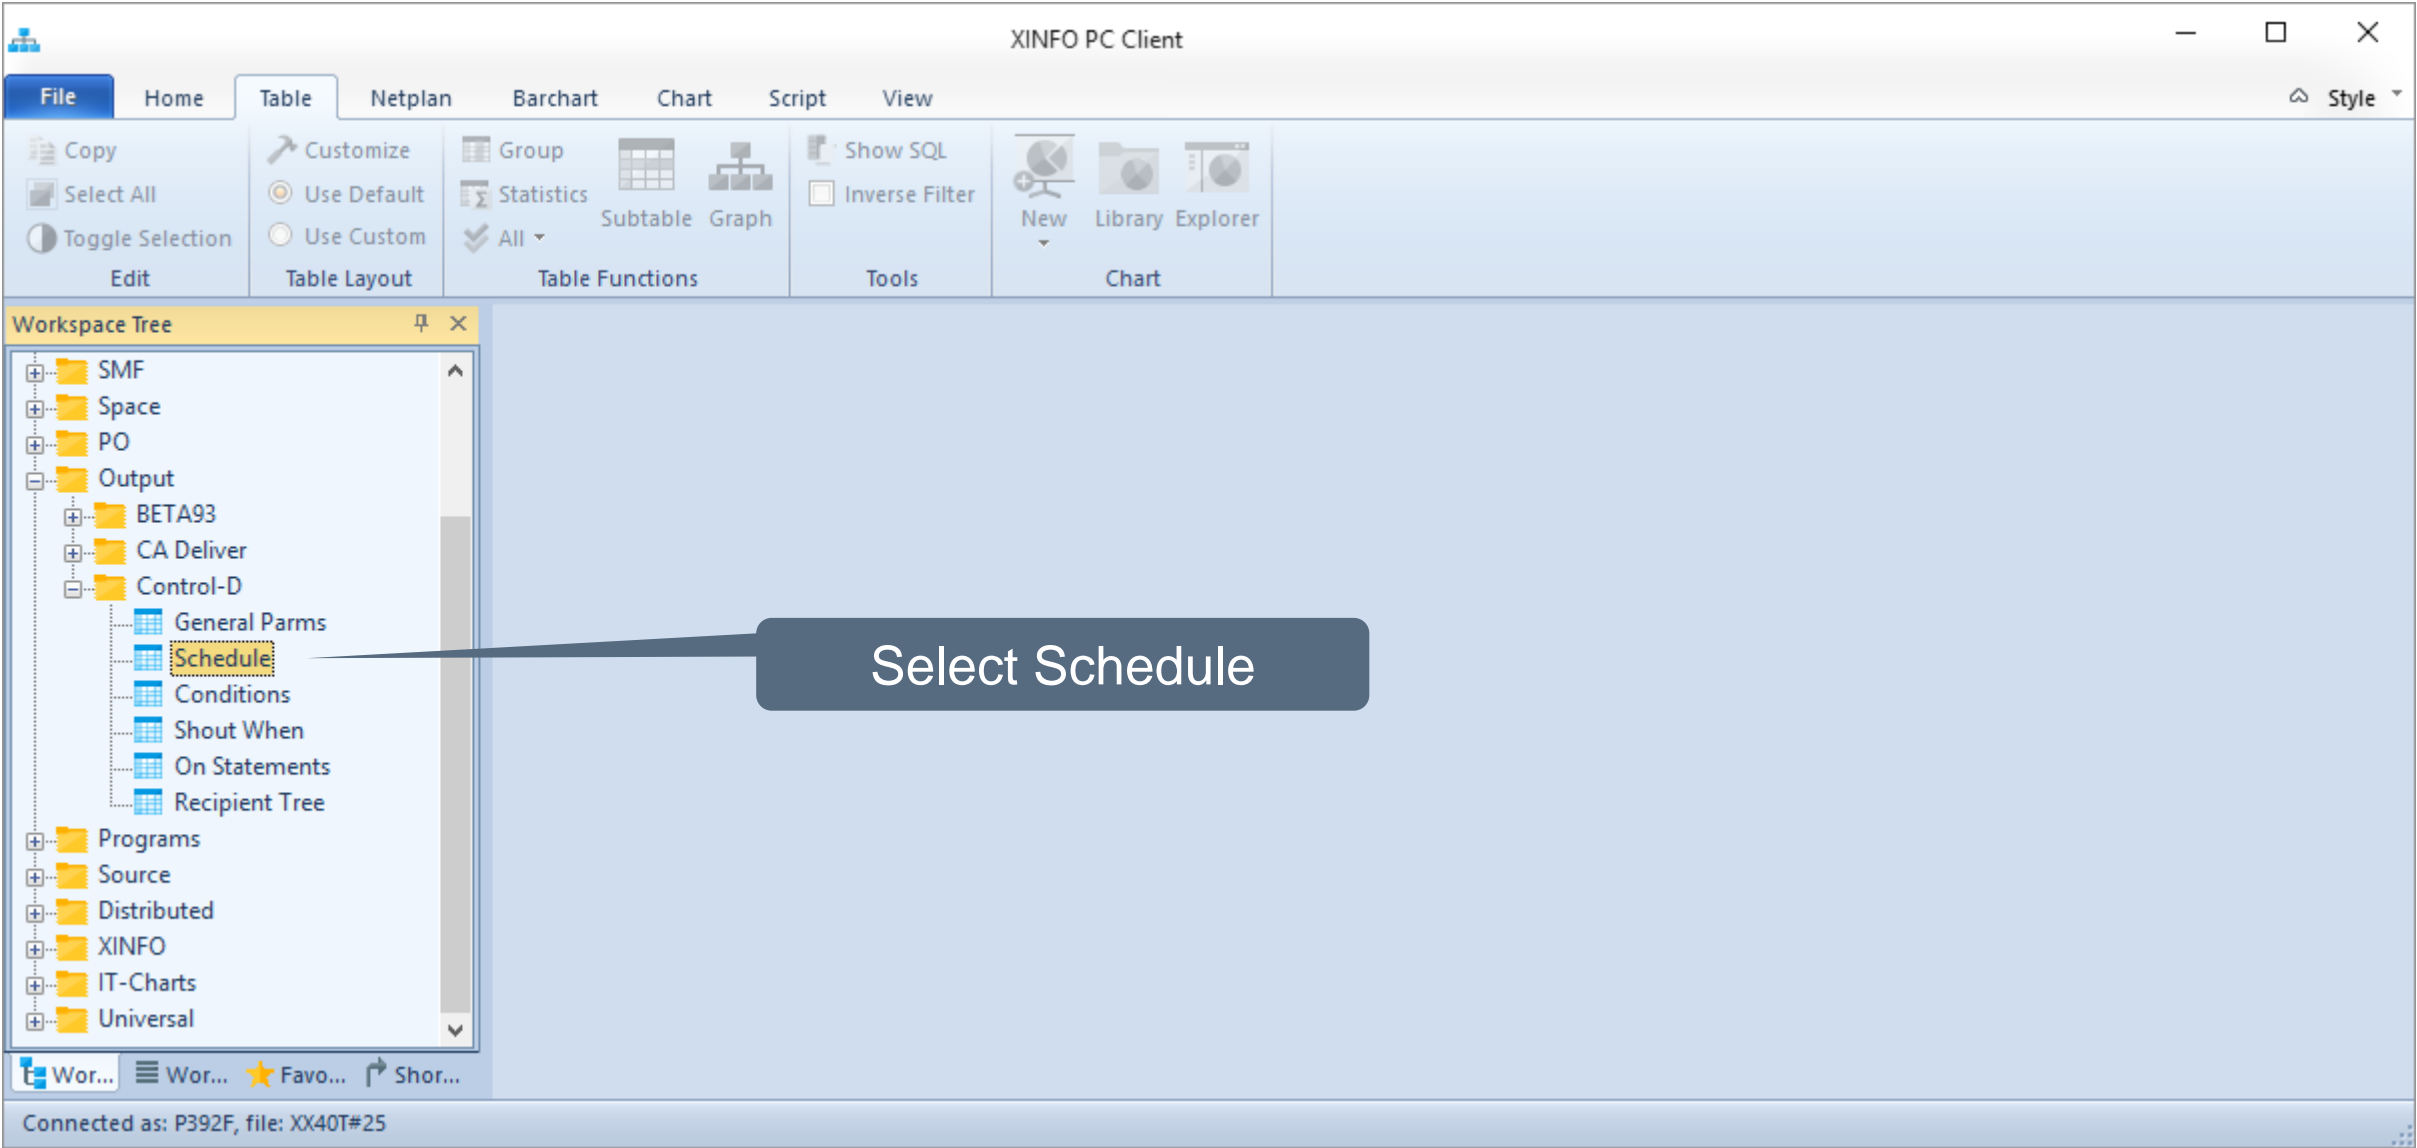 XINFO PC Client
File Home Table Netplan Barchart Chart Script View Style
Copy
Select All
Toggle Selection
Edit
Customize
Use Default
Use Custom
Table Layout
Group
Statistics
All
Subtable Graph
Table Functions
Show SQL
Inverse Filter
Tools
New Library Explorer
Chart
Workspace Tree
SMF
Space
PO
Output
BETA93
CA Deliver
Control-D
General Parms
Schedule
Select Schedule
Conditions
Shout When
On Statements
Recipient Tree
Programs
Source
Distributed
XINFO
IT-Charts
Universal
Wor... Wor... Favo... Shor...
Connected as: P392F, file: XX40T#25